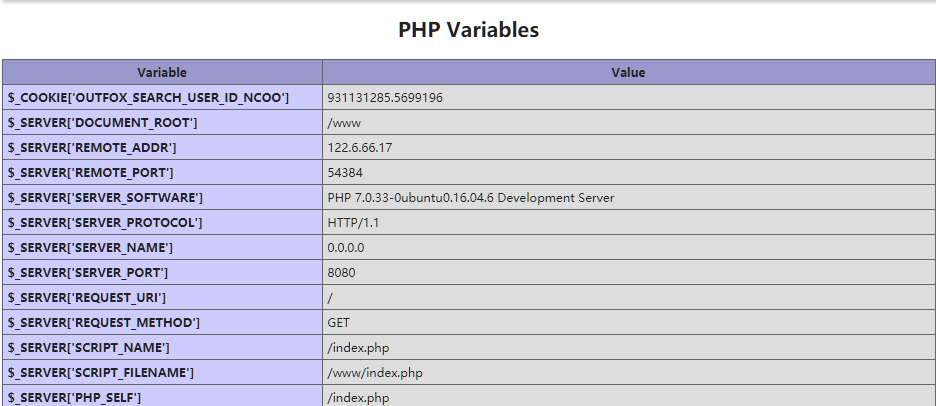 PHP Variables
Variable Value
$_COOKIE['OUTFOX_SEARCH_USER_ID_NCOO'] 931131285.5699196
$_SERVER['DOCUMENT_ROOT'] /www
$_SERVER['REMOTE_ADDR'] 122.6.66.17
$_SERVER['REMOTE_PORT'] 54384
$_SERVER['SERVER_SOFTWARE'] PHP 7.0.33-0ubuntu0.16.04.6 Development Server
$_SERVER['SERVER_PROTOCOL'] HTTP/1.1
$_SERVER['SERVER_NAME'] 0.0.0.0
$_SERVER['SERVER_PORT'] 8080
$_SERVER['REQUEST_URI'] /
$_SERVER['REQUEST_METHOD'] GET
$_SERVER['SCRIPT_NAME'] /index.php
$_SERVER['SCRIPT_FILENAME'] /www/index.php
$_SERVER['PHP_SELF'] /index.php